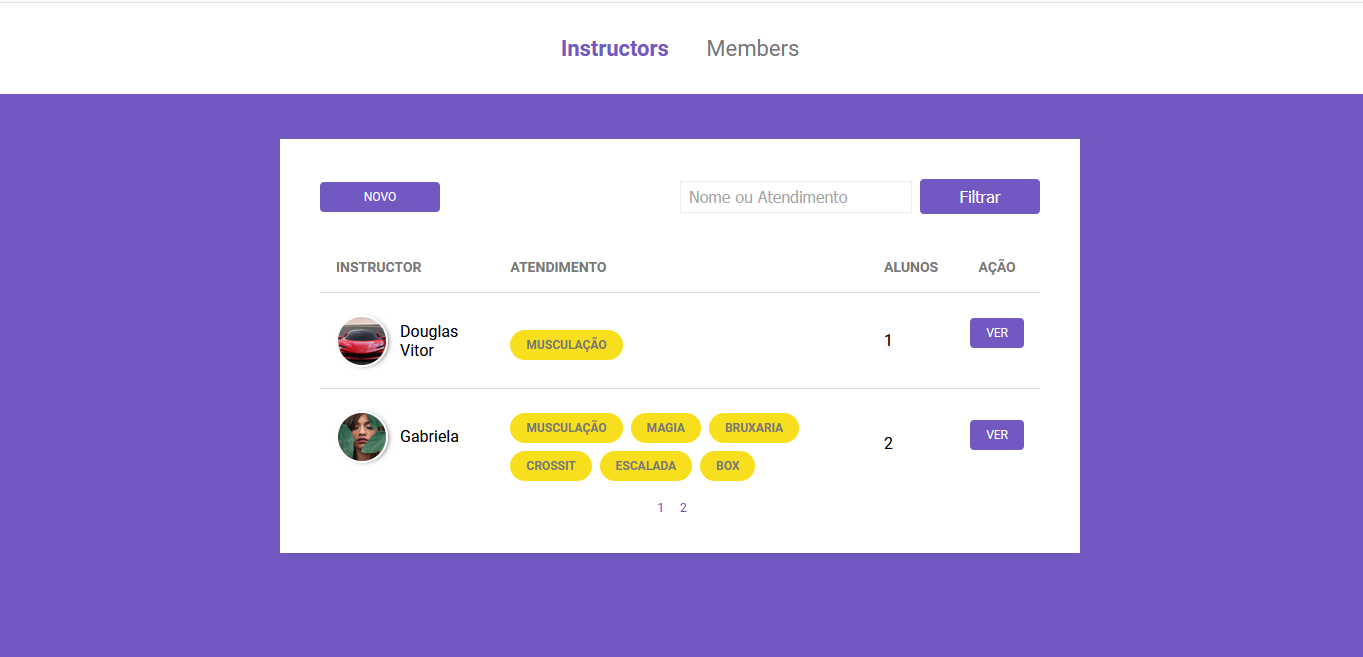 Instructors Members
NOVO Nome ou Atendimento Filtrar
INSTRUCTOR ATENDIMENTO ALUNOS AÇÃO
Douglas
Vitor
MUSCULAÇÃO 1 VER
Gabriela
MUSCULAÇÃO MAGIA BRUXARIA
CROSSIT ESCALADA BOX
2 VER
1 2